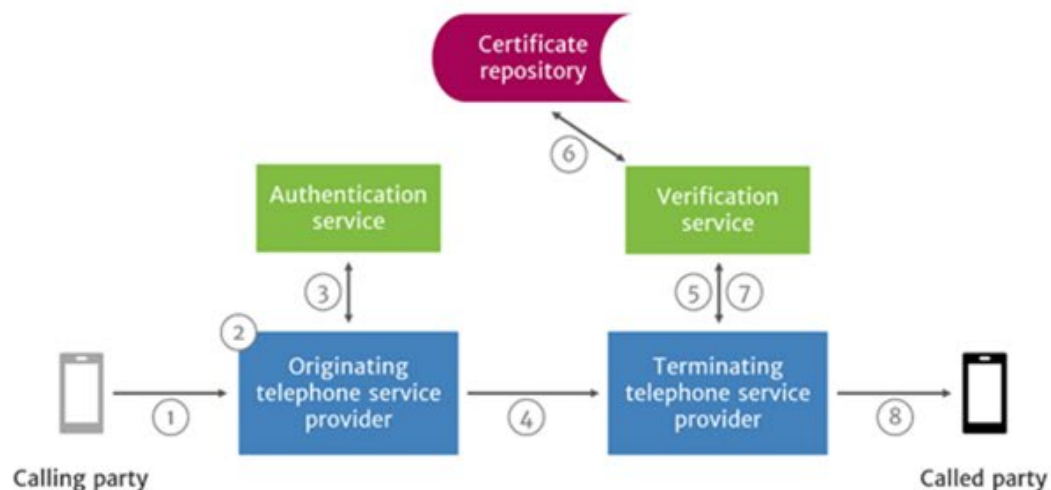 Certificate
repository
6
Authentication
service
Verification
service
3
5
7
2
Originating
telephone service
provider
Terminating
telephone service
provider
1
4
8
Calling party
Called party